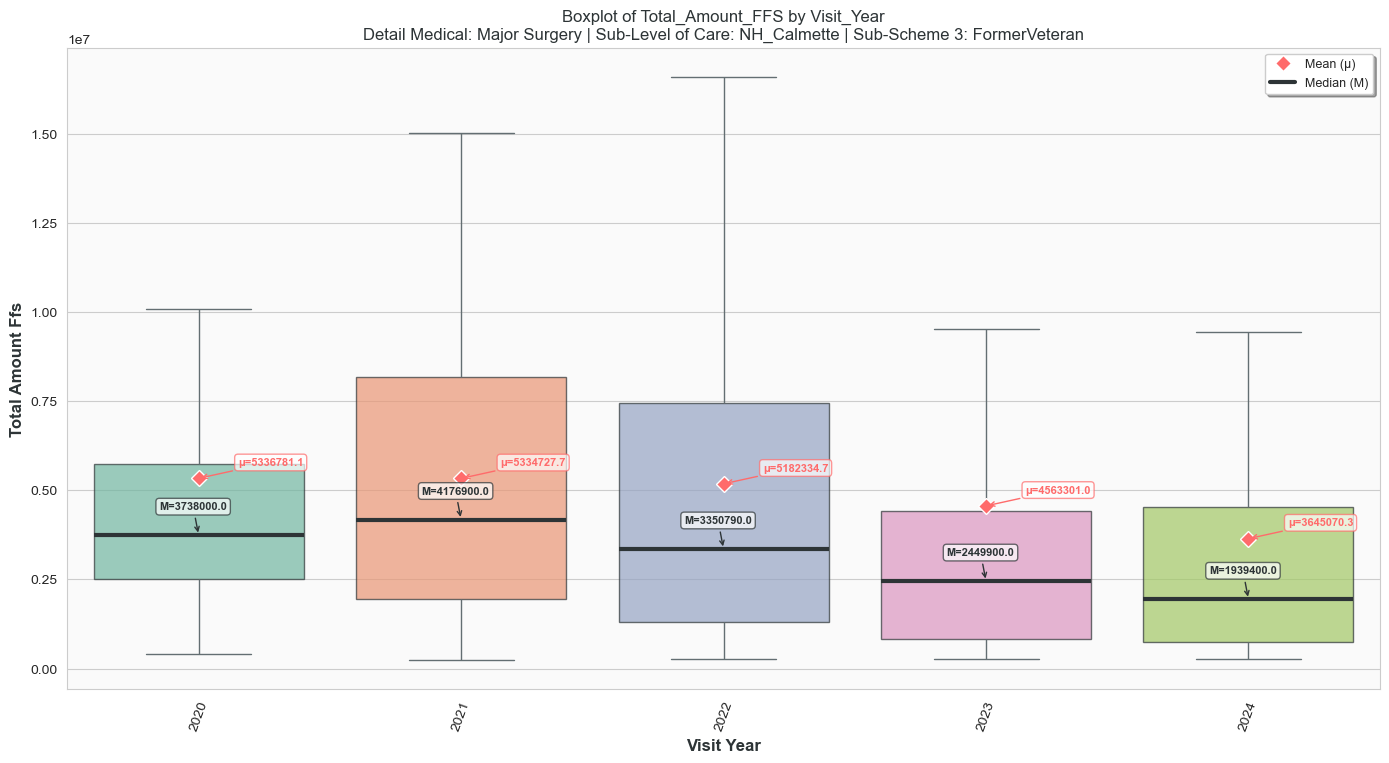 Boxplot of Total_Amount_FFS by Visit_Year
Detail Medical: Major Surgery | Sub-Level of Care: NH_Calmette | Sub-Scheme 3: FormerVeteran
1e7
Mean (μ)
Median (M)
1.50
1.25
1.00
0.75
0.50
0.25
0.00
Total Amount Ffs
μ=5336781.1
M=3738000.0
μ=5334727.7
M=4176900.0
μ=5182334.7
M=3350790.0
μ=4563301.0
M=2449900.0
μ=3645070.3
M=1939400.0
2020
2021
2022
2023
2024
Visit Year